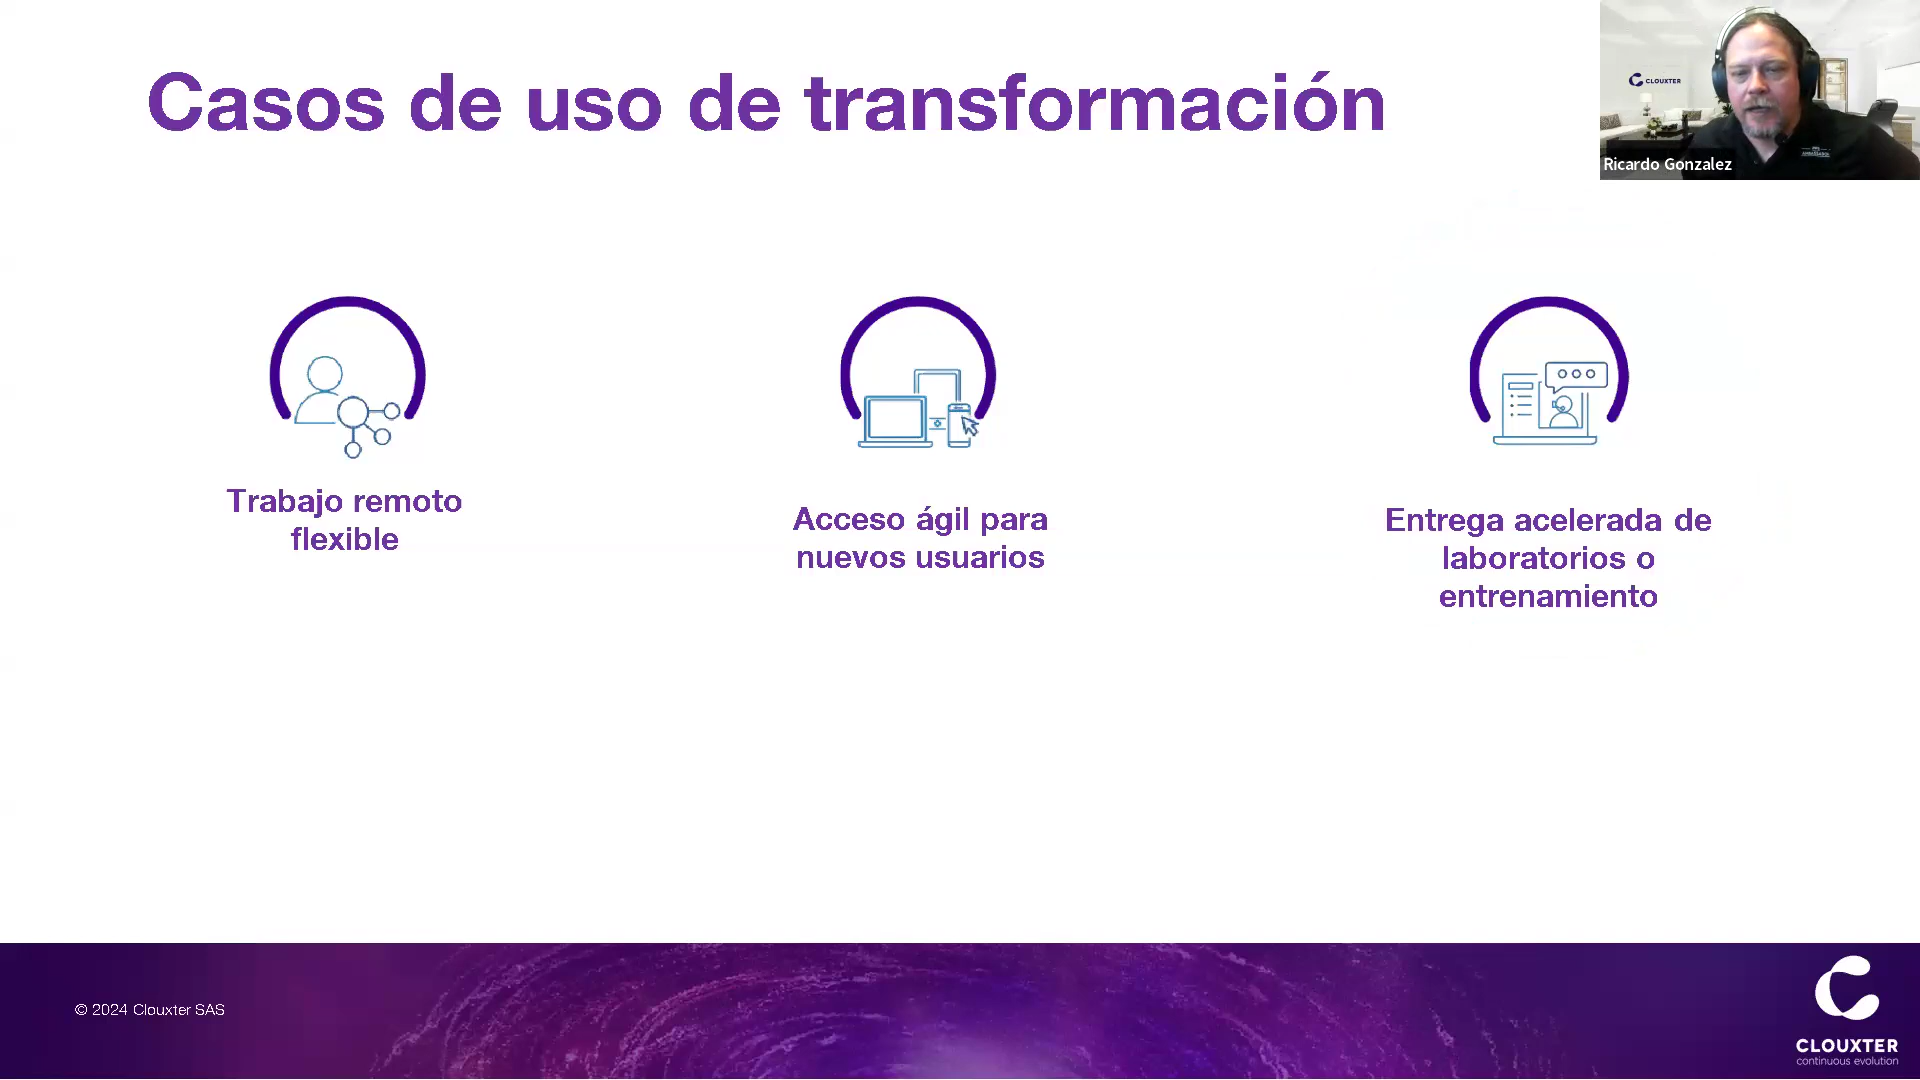 Casos de uso de transformación
CLOUXTER
Ricardo Gonzalez
Trabajo remoto
flexible
Acceso ágil para
nuevos usuarios
Entrega acelerada de
laboratorios o
entrenamiento
© 2024 Clouxter SAS
CLOUXTER
continuous evolution